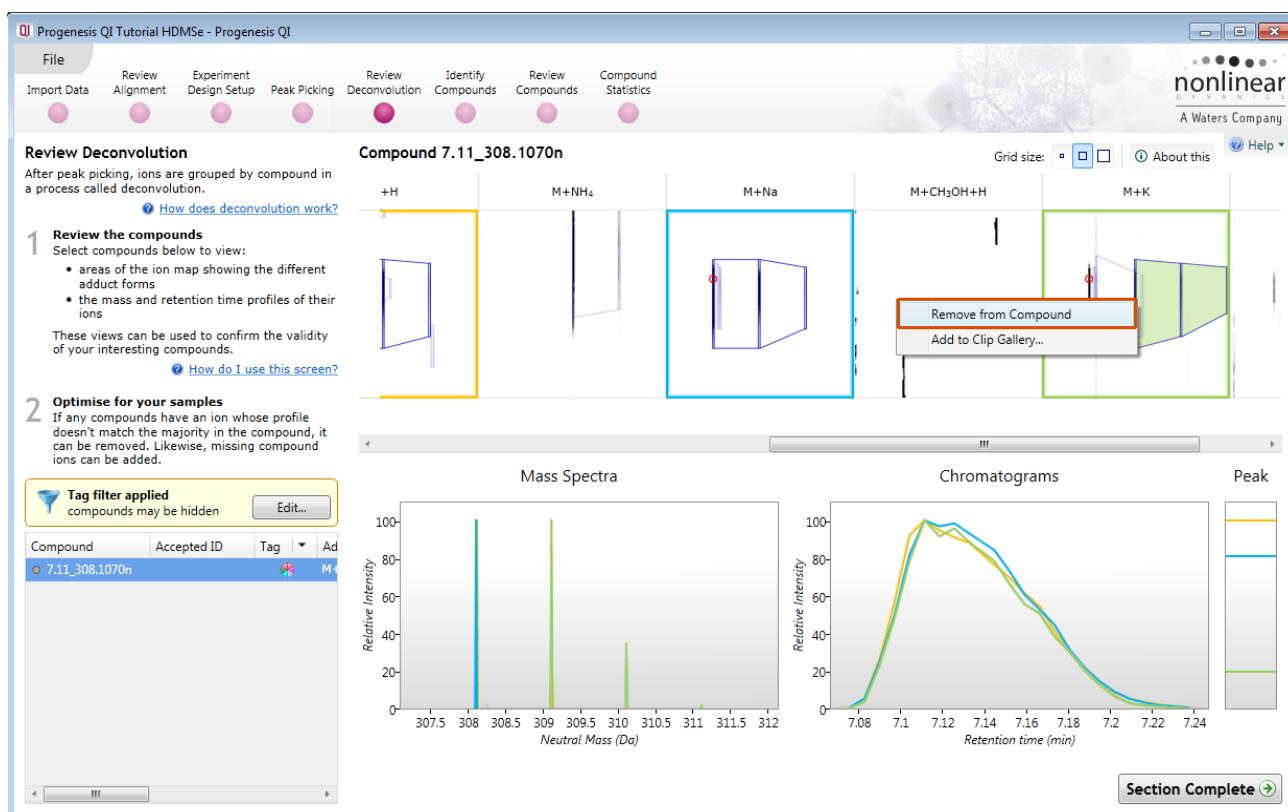 Progenesis QI Tutorial HDMSe - Progenesis QI
File
Import Data
Review Alignment
Experiment Design Setup
Peak Picking
Review Deconvolution
Identify Compounds
Review Compounds
Compound Statistics
nonlinear
DYNAMICS
A Waters Company
Review Deconvolution
After peak picking, ions are grouped by compound in
a process called deconvolution.
How does deconvolution work?
1 Review the compounds
Select compounds below to view:
• areas of the ion map showing the different
adduct forms
• the mass and retention time profiles of their
ions
These views can be used to confirm the validity
of your interesting compounds.
How do I use this screen?
2 Optimise for your samples
If any compounds have an ion whose profile
doesn't match the majority in the compound, it
can be removed. Likewise, missing compound
ions can be added.
Tag filter applied
compounds may be hidden
Edit...
Compound Accepted ID Tag Ad
7.11_308.1070n M+
Compound 7.11_308.1070n
Grid size:
About this
Help
+H M+NH₄ M+Na M+CH₃OH+H M+K
Remove from Compound
Add to Clip Gallery...
Mass Spectra
Relative Intensity
100
80
60
40
20
0
307.5 308 308.5 309 309.5 310 310.5 311 311.5 312
Neutral Mass (Da)
Chromatograms
Relative Intensity
100
80
60
40
20
0
7.08 7.1 7.12 7.14 7.16 7.18 7.2 7.22 7.24
Retention time (min)
Peak
Section Complete